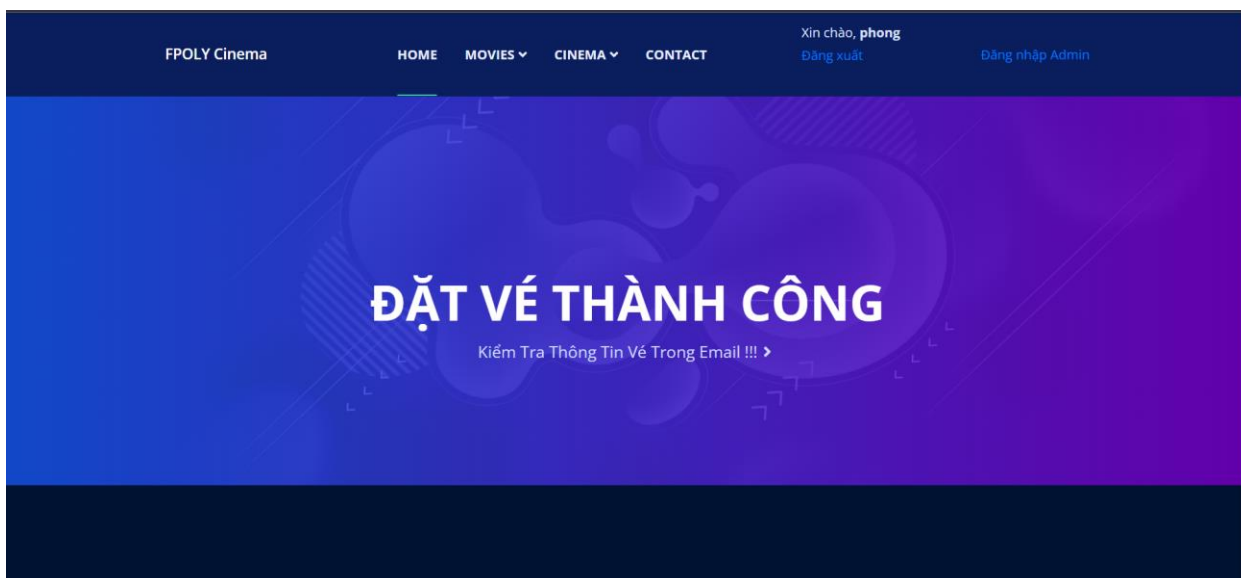 Xin chào, phong
FPOLY Cinema HOME MOVIES CINEMA CONTACT Đăng xuất Đăng nhập Admin
ĐẶT VÉ THÀNH CÔNG
Kiểm Tra Thông Tin Vé Trong Email !!!